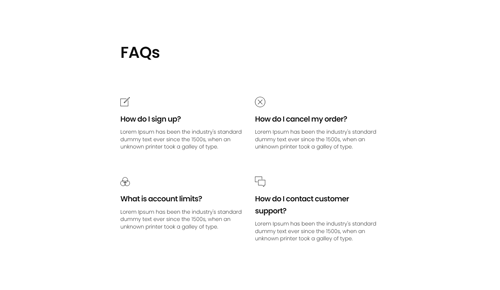 FAQs
How do I sign up?
Lorem Ipsum has been the industry's standard
dummy text ever since the 1500s, when an
unknown printer took a galley of type.
How do I cancel my order?
Lorem Ipsum has been the industry's standard
dummy text ever since the 1500s, when an
unknown printer took a galley of type.
What is account limits?
Lorem Ipsum has been the industry's standard
dummy text ever since the 1500s, when an
unknown printer took a galley of type.
How do I contact customer
support?
Lorem Ipsum has been the industry's standard
dummy text ever since the 1500s, when an
unknown printer took a galley of type.